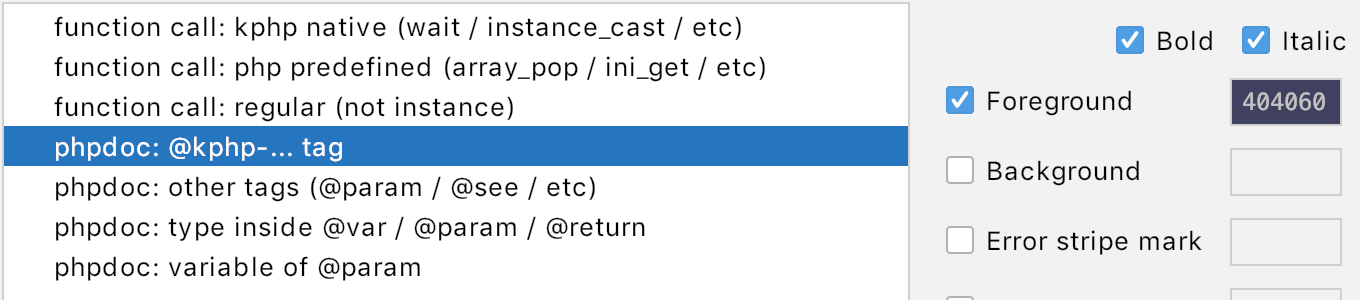 function call: kphp native (wait / instance_cast / etc)
function call: php predefined (array_pop / ini_get / etc)
function call: regular (not instance)
phpdoc: @kphp-... tag
phpdoc: other tags (@param / @see / etc)
phpdoc: type inside @var / @param / @return
phpdoc: variable of @param
Bold Italic
Foreground 404060
Background
Error stripe mark